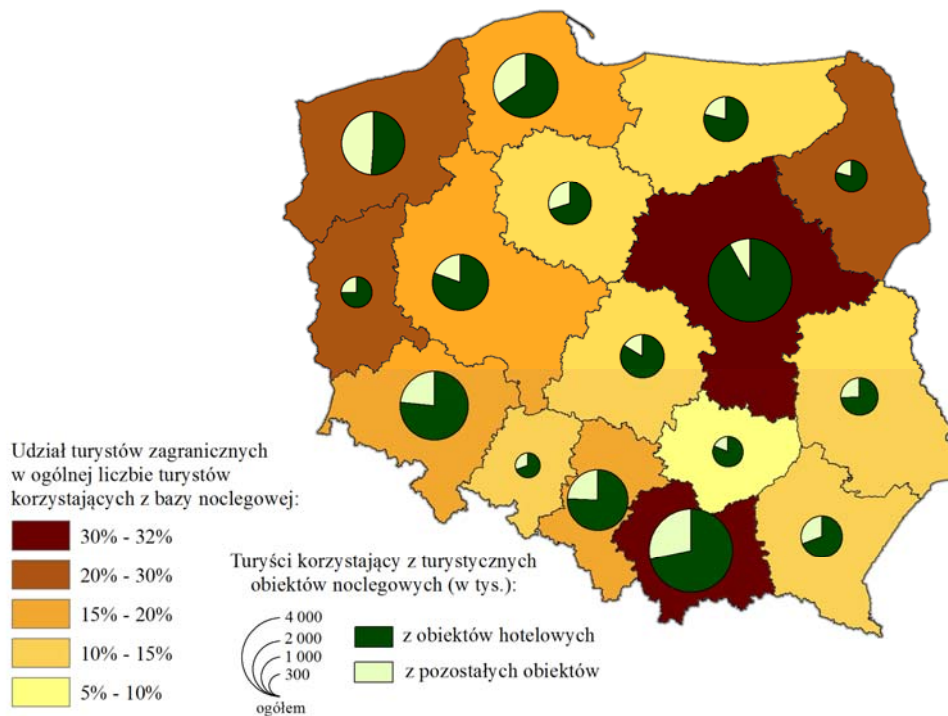 Udział turystów zagranicznych
w ogólnej liczbie turystów
korzystających z bazy noclegowej:
30% - 32%
20% - 30%
15% - 20%
10% - 15%
5% - 10%
Turyści korzystający z turystycznych
obiektów noclegowych (w tys.):
4 000
2 000
1 000
300
ogółem
z obiektów hotelowych
z pozostałych obiektów